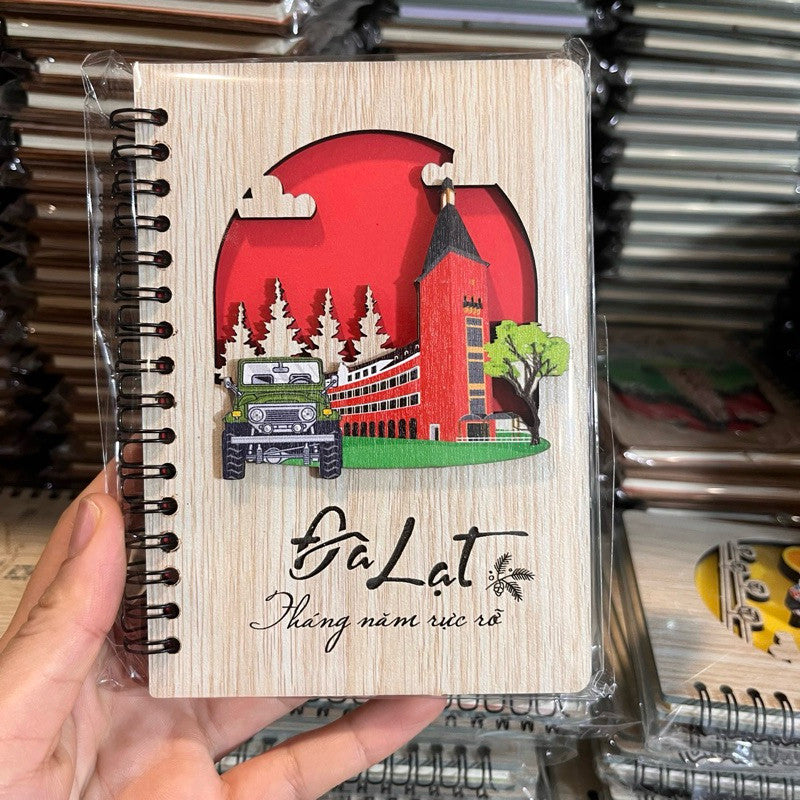 Đà Lạt
Tháng năm rực rỡ